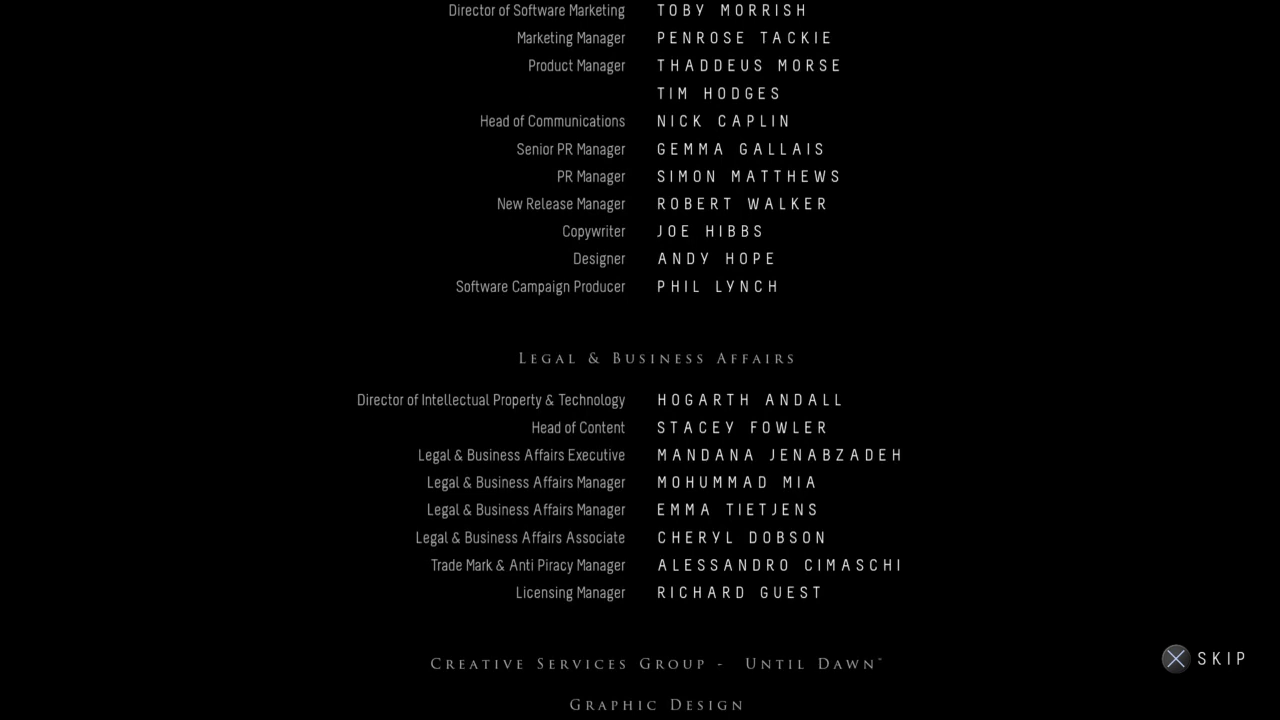 Director of Software Marketing TOBY MORRISH
Marketing Manager PENROSE TACKIE
Product Manager THADDEUS MORSE
TIM HODGES
Head of Communications NICK CAPLIN
Senior PR Manager GEMMA GALLAIS
PR Manager SIMON MATTHEWS
New Release Manager ROBERT WALKER
Copywriter JOE HIBBS
Designer ANDY HOPE
Software Campaign Producer PHIL LYNCH
LEGAL & BUSINESS AFFAIRS
Director of Intellectual Property & Technology HOGARTH ANDALL
Head of Content STACEY FOWLER
Legal & Business Affairs Executive MANDANA JENABZADEH
Legal & Business Affairs Manager MOHUMMAD MIA
Legal & Business Affairs Manager EMMA TIETJENS
Legal & Business Affairs Associate CHERYL DOBSON
Trade Mark & Anti Piracy Manager ALESSANDRO CIMASCHI
Licensing Manager RICHARD GUEST
CREATIVE SERVICES GROUP - UNTIL DAWN™
SKIP
GRAPHIC DESIGN